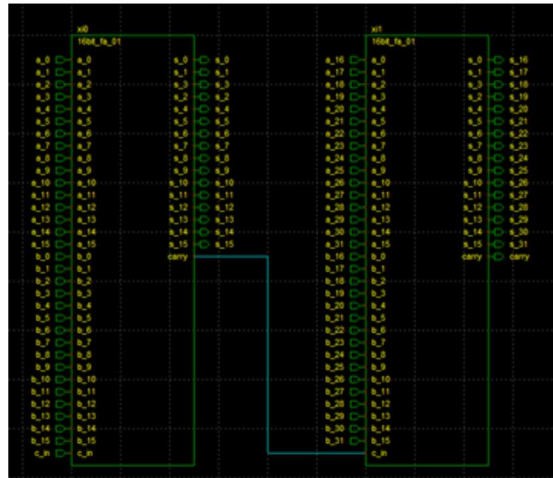 xi0 xi1
16bit_fa_01 16bit_fa_01
a_0 a_0 s_0 s_0 a_16 a_0 s_0 s_16
a_1 a_1 s_1 s_1 a_17 a_1 s_1 s_17
a_2 a_2 s_3 s_3 a_18 a_2 s_3 s_18
a_3 a_3 s_2 s_2 a_19 a_3 s_2 s_19
a_4 a_4 s_4 s_4 a_20 a_4 s_4 s_20
a_5 a_5 s_5 s_5 a_21 a_5 s_5 s_21
a_6 a_6 s_6 s_6 a_22 a_6 s_6 s_22
a_7 a_7 s_7 s_7 a_23 a_7 s_7 s_23
a_8 a_8 s_8 s_8 a_24 a_8 s_8 s_24
a_9 a_9 s_9 s_9 a_25 a_9 s_9 s_25
a_10 a_10 s_10 s_10 a_26 a_10 s_10 s_26
a_11 a_11 s_11 s_11 a_27 a_11 s_11 s_27
a_12 a_12 s_12 s_12 a_28 a_12 s_12 s_28
a_13 a_13 s_13 s_13 a_29 a_13 s_13 s_29
a_14 a_14 s_14 s_14 a_30 a_14 s_14 s_30
a_15 a_15 s_15 s_15 a_31 a_15 s_15 s_31
b_0 b_0 carry b_16 b_0 carry carry
b_1 b_1 b_17 b_1
b_2 b_2 b_18 b_2
b_3 b_3 b_19 b_3
b_4 b_4 b_20 b_4
b_5 b_5 b_21 b_5
b_6 b_6 b_22 b_6
b_7 b_7 b_23 b_7
b_8 b_8 b_24 b_8
b_9 b_9 b_25 b_9
b_10 b_10 b_26 b_10
b_11 b_11 b_27 b_11
b_12 b_12 b_28 b_12
b_13 b_13 b_29 b_13
b_14 b_14 b_30 b_14
b_15 b_15 b_31 b_15
c_in c_in c_in